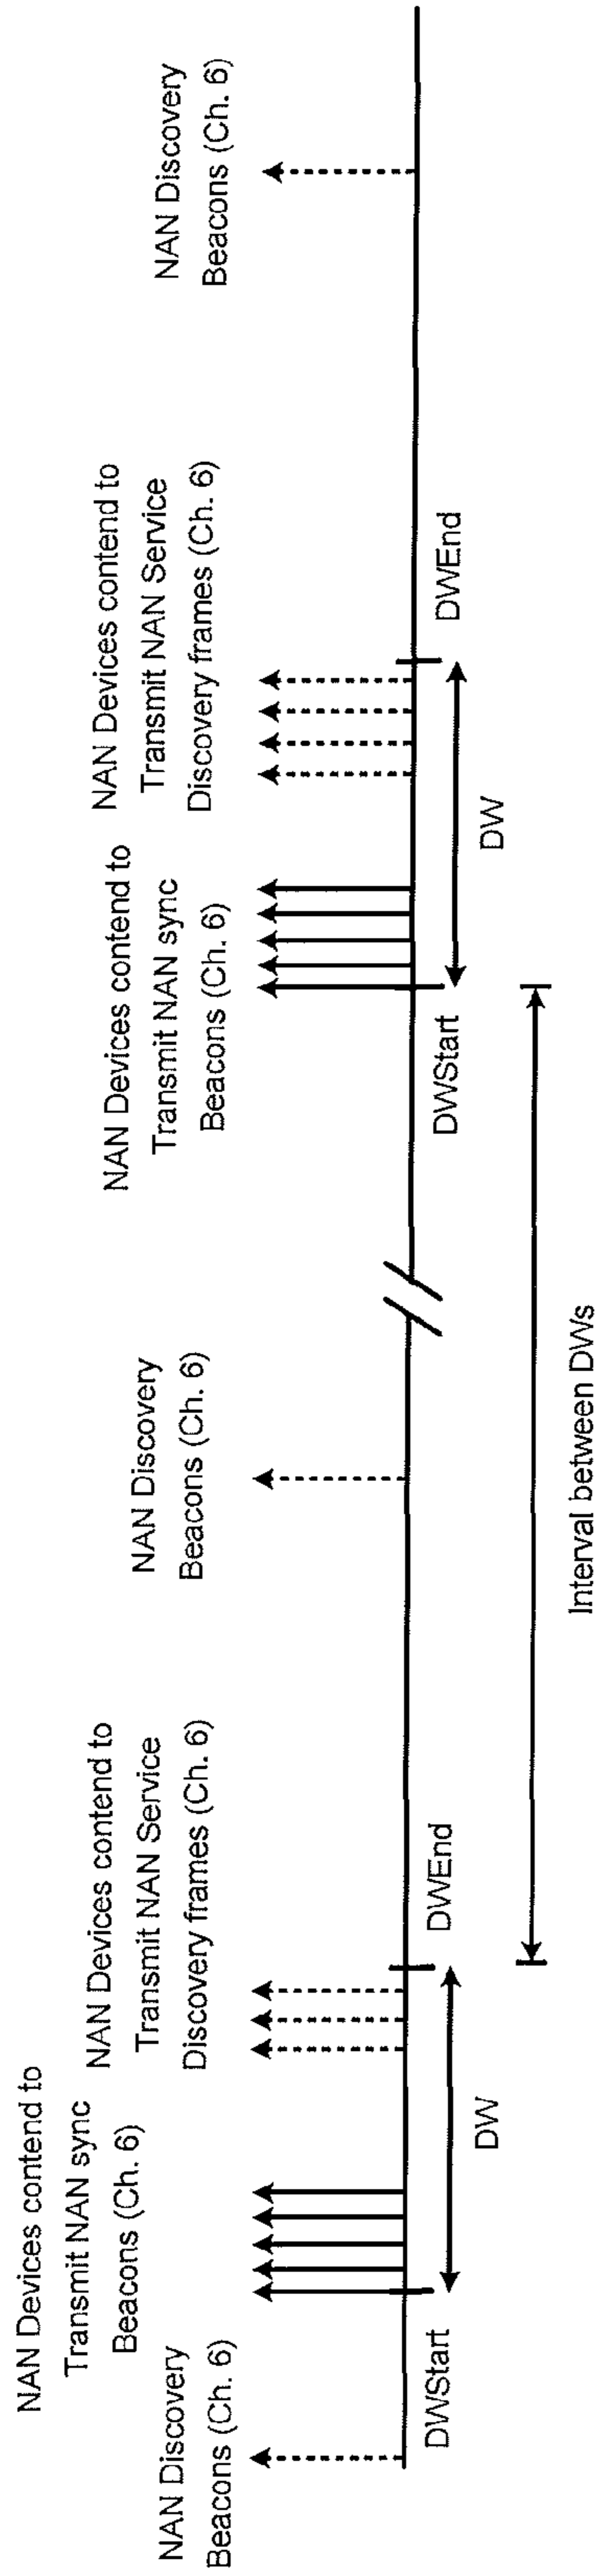 NAN Discovery
Beacons (Ch. 6)
NAN Devices contend to
Transmit NAN sync
Beacons (Ch. 6)
NAN Devices contend to
Transmit NAN Service
Discovery frames (Ch. 6)
NAN Discovery
Beacons (Ch. 6)
NAN Devices contend to
Transmit NAN sync
Beacons (Ch. 6)
NAN Devices contend to
Transmit NAN Service
Discovery frames (Ch. 6)
NAN Discovery
Beacons (Ch. 6)
DWStart
DWEnd
DWStart
DWEnd
DW
DW
Interval between DWs